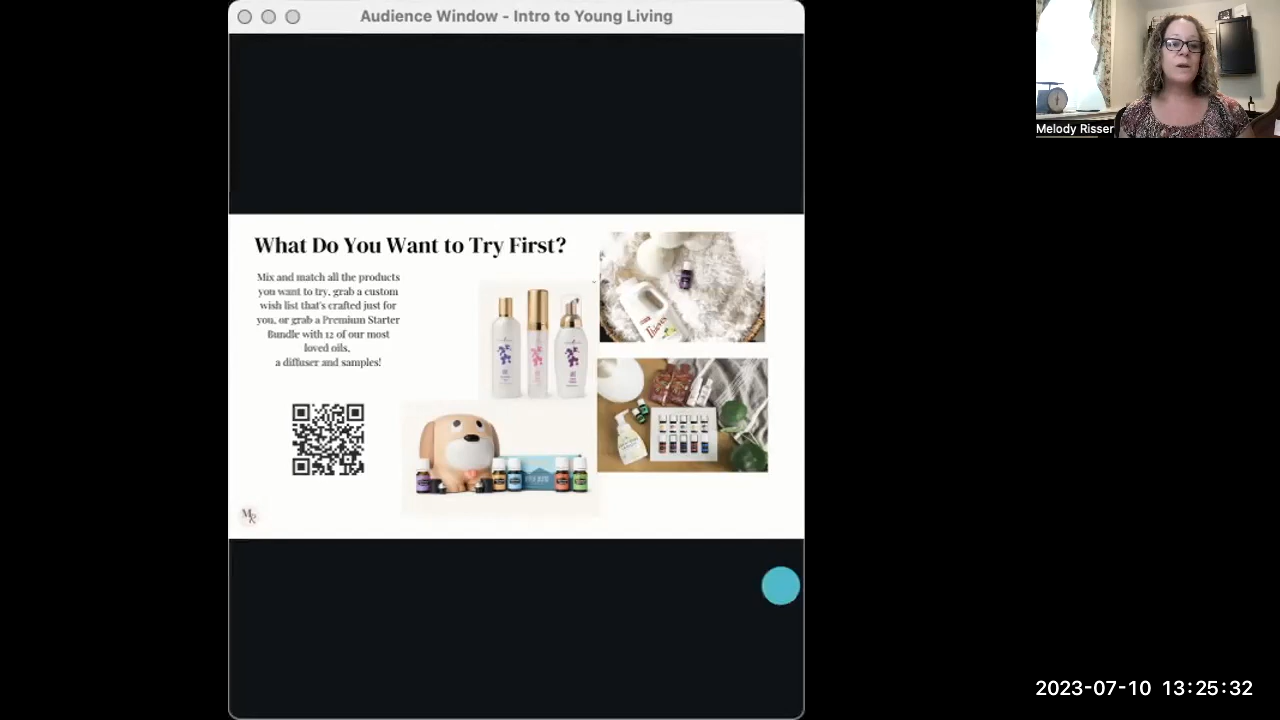 Audience Window - Intro to Young Living
Melody Risser
What Do You Want to Try First?
Mix and match all the products
you want to try, grab a custom
wish list that's crafted just for
you, or grab a Premium Starter
Bundle with 12 of our most
loved oils,
a diffuser and samples!
Thieves
MR
2023-07-10 13:25:32